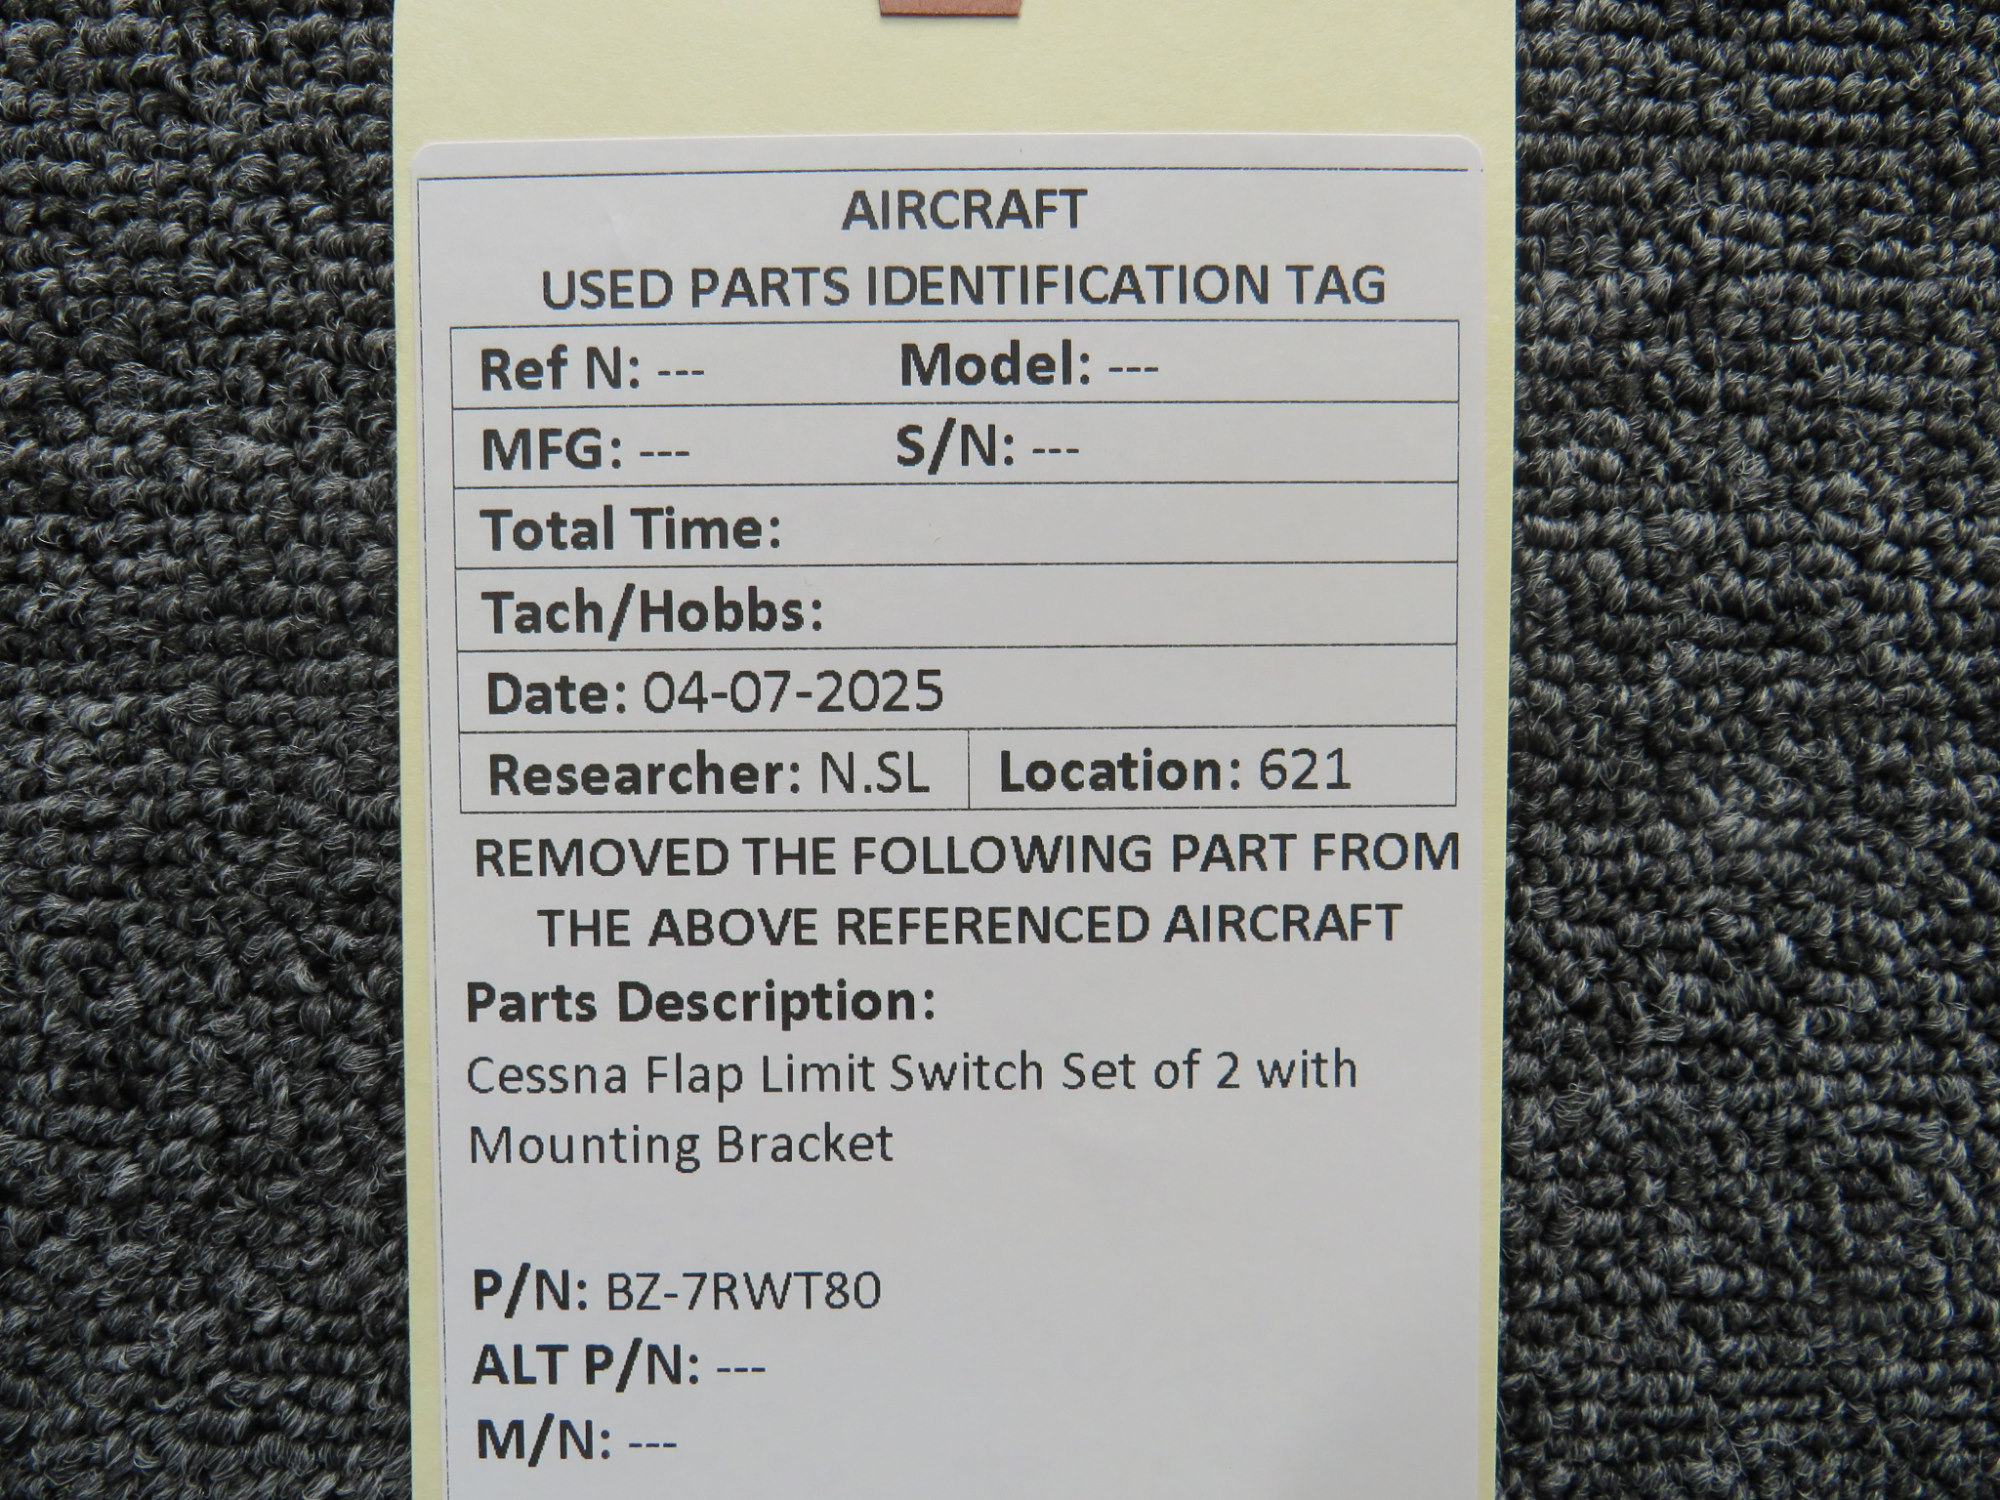 AIRCRAFT
USED PARTS IDENTIFICATION TAG
Ref N: --- Model: ---
MFG: --- S/N: ---
Total Time:
Tach/Hobbs:
Date: 04-07-2025
Researcher: N.SL Location: 621
REMOVED THE FOLLOWING PART FROM
THE ABOVE REFERENCED AIRCRAFT
Parts Description:
Cessna Flap Limit Switch Set of 2 with
Mounting Bracket
P/N: BZ-7RWT80
ALT P/N: ---
M/N: ---